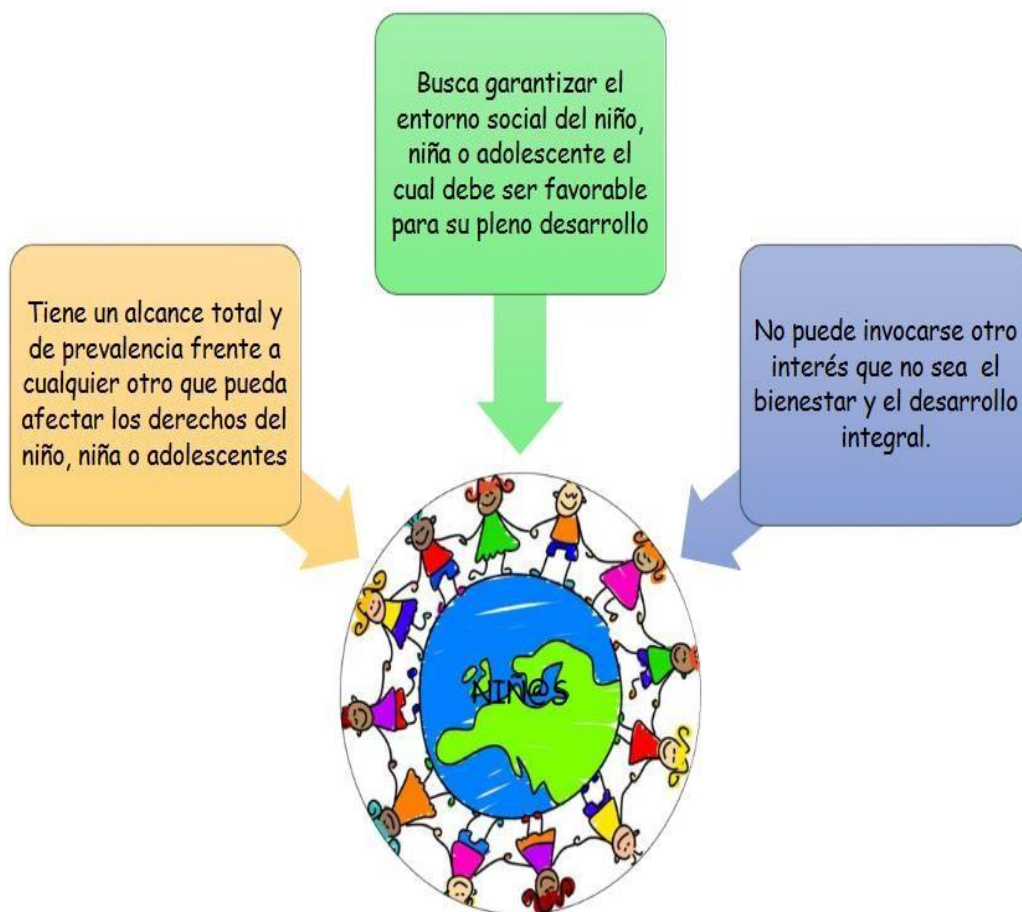 Busca garantizar el
entorno social del niño,
niña o adolescente el
cual debe ser favorable
para su pleno desarrollo
Tiene un alcance total y
de prevalencia frente a
cualquier otro que pueda
afectar los derechos del
niño, niña o adolescentes
No puede invocarse otro
interés que no sea el
bienestar y el desarrollo
integral.
NIÑ@S